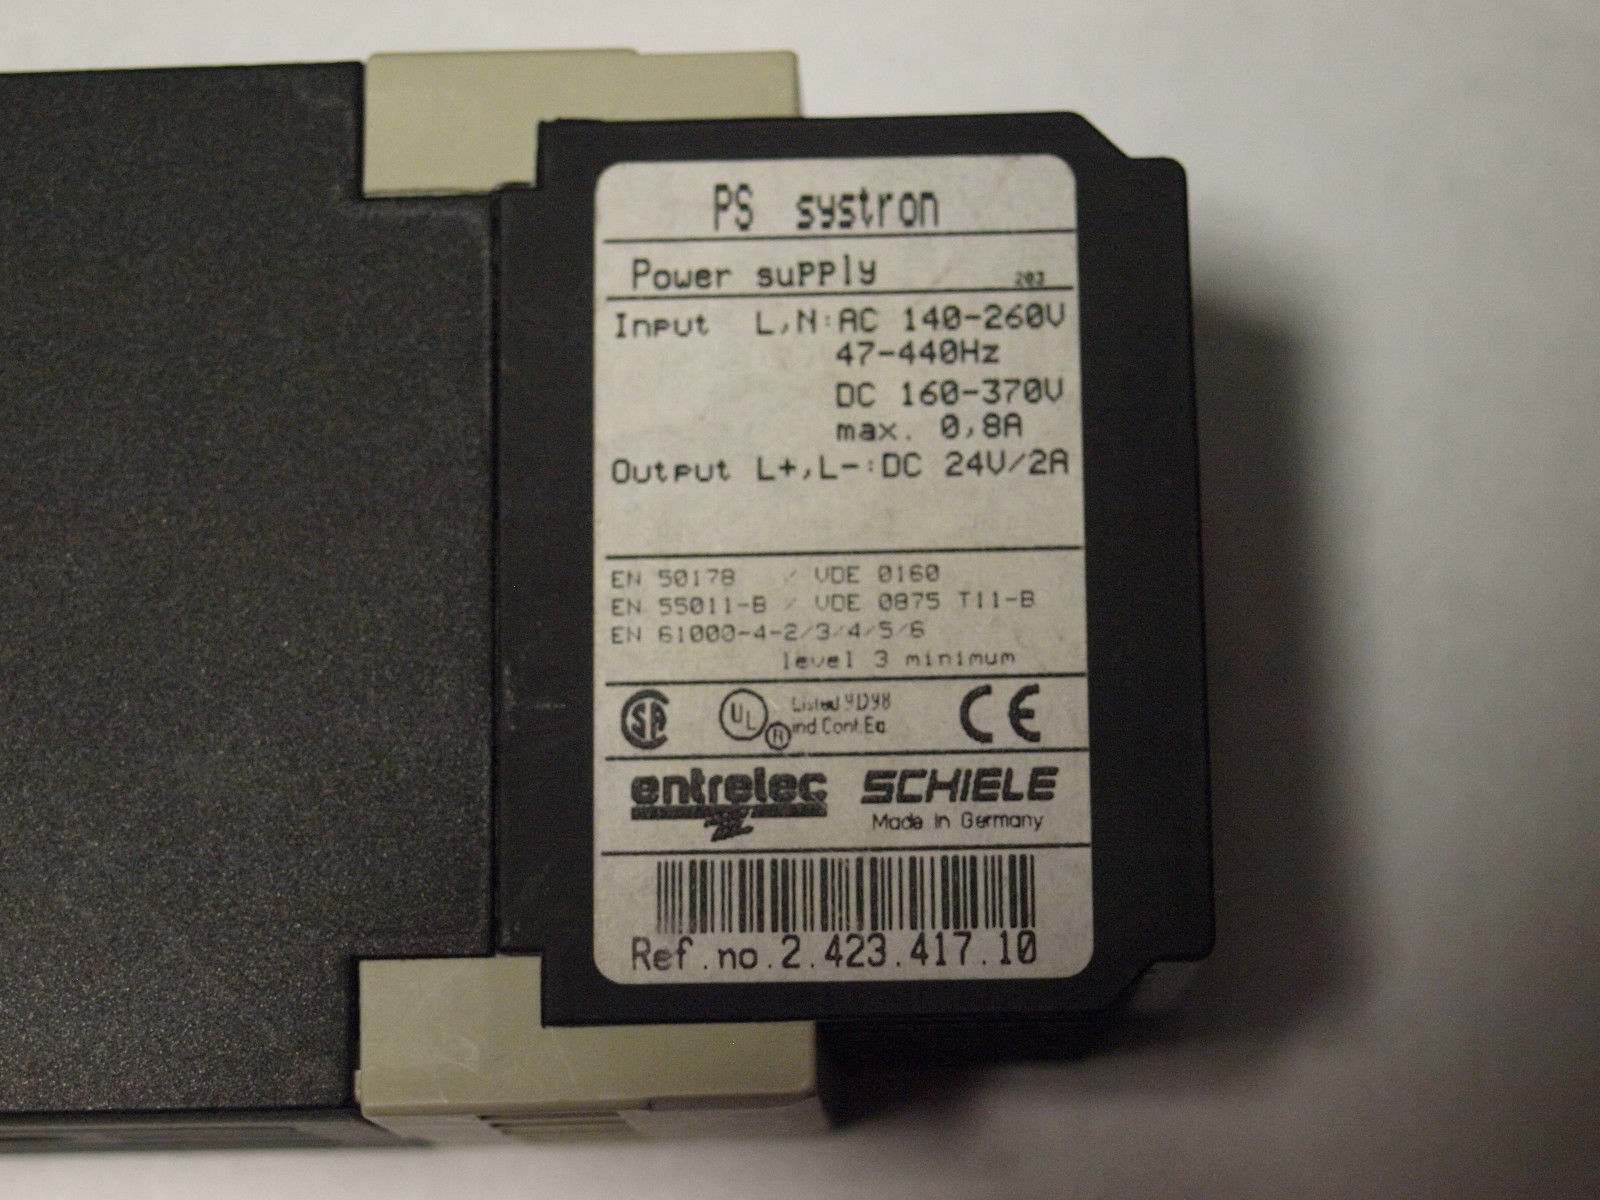 PS systron
Power supply 203
Input L,N:AC 140-260V
47-440Hz
DC 160-370V
max. 0,8A
Output L+,L-:DC 24V/2A
EN 50178 / VDE 0160
EN 55011-B / VDE 0875 T11-B
EN 61000-4-2/3/4/5/6
level 3 minimum
SA UL R Listed 9D98 CE
Ind.Cont.Eq
entrelec SCHIELE
Made in Germany
Ref.no.2.423.417.10